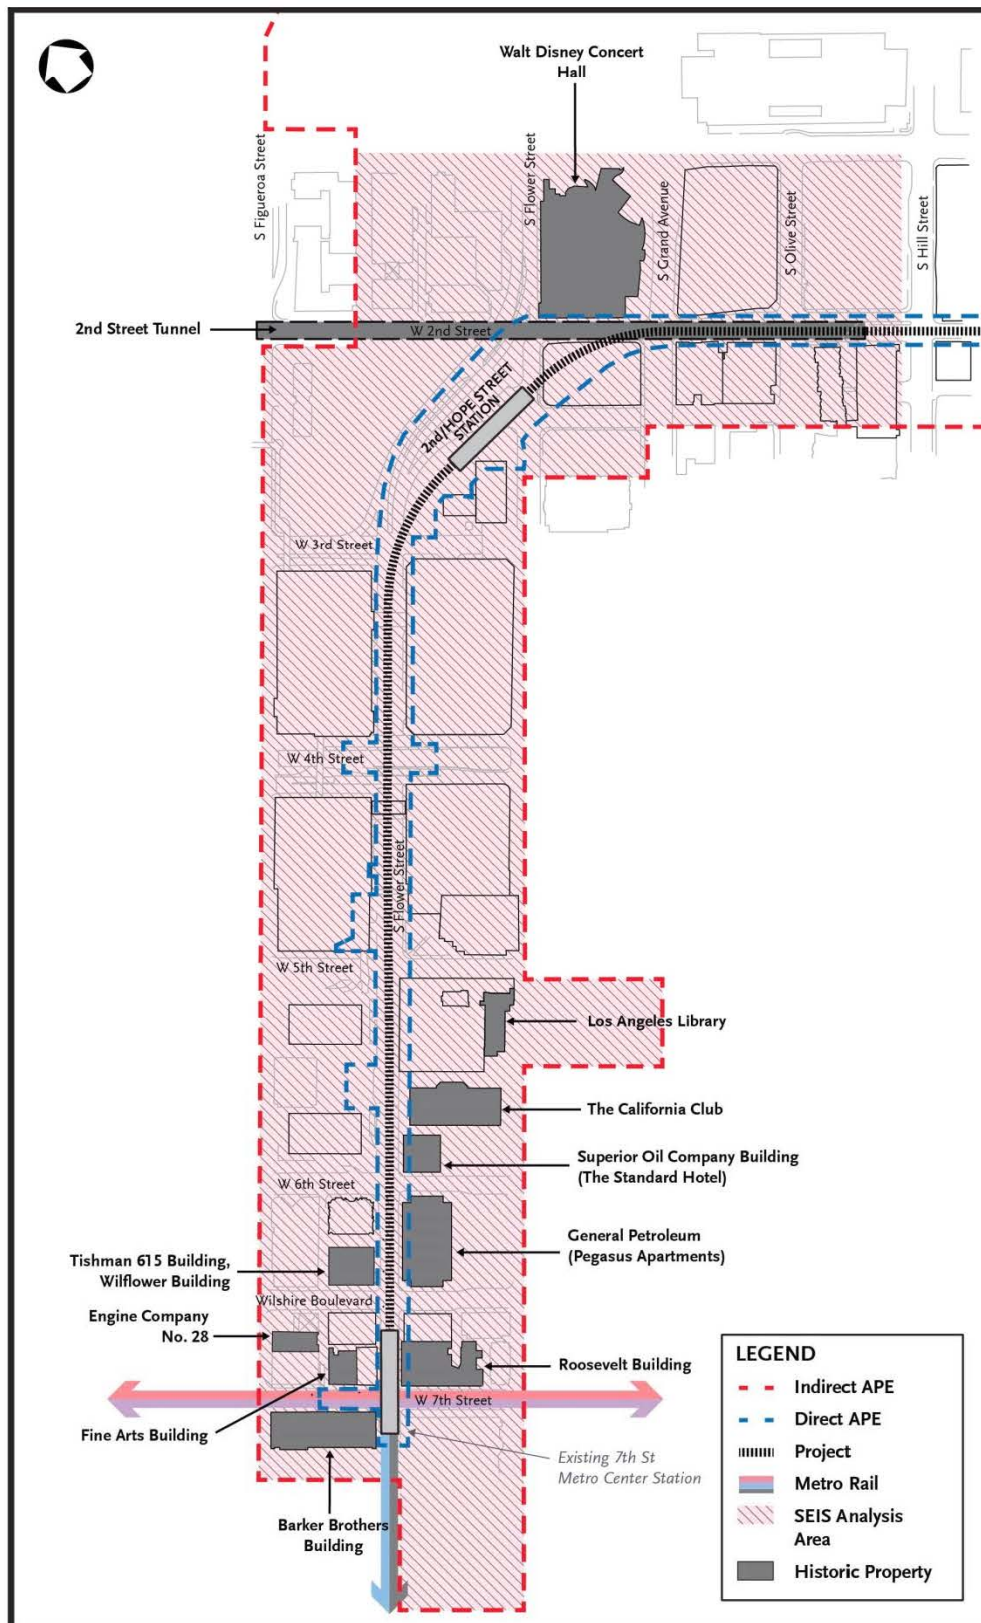 Walt Disney Concert
Hall
S Figueroa Street
S Flower Street
S Grand Avenue
S Olive Street
S Hill Street
2nd Street Tunnel
W 2nd Street
2nd/HOPE STREET
STATION
W 3rd Street
W 4th Street
S Flower Street
W 5th Street
Los Angeles Library
The California Club
Superior Oil Company Building
(The Standard Hotel)
W 6th Street
General Petroleum
(Pegasus Apartments)
Tishman 615 Building,
Wilflower Building
Wilshire Boulevard
Engine Company
No. 28
Roosevelt Building
W 7th Street
Fine Arts Building
Existing 7th St
Metro Center Station
Barker Brothers
Building
LEGEND
Indirect APE
Direct APE
Project
Metro Rail
SEIS Analysis
Area
Historic Property